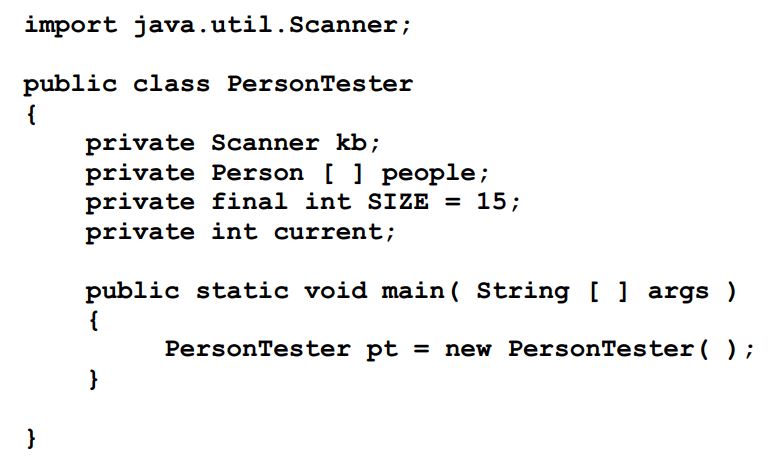 import java.util.Scanner;
public class PersonTester
{
private Scanner kb;
private Person [ ] people;
private final int SIZE = 15;
private int current;
public static void main( String [ ] args )
{
PersonTester pt = new PersonTester( );
}
}